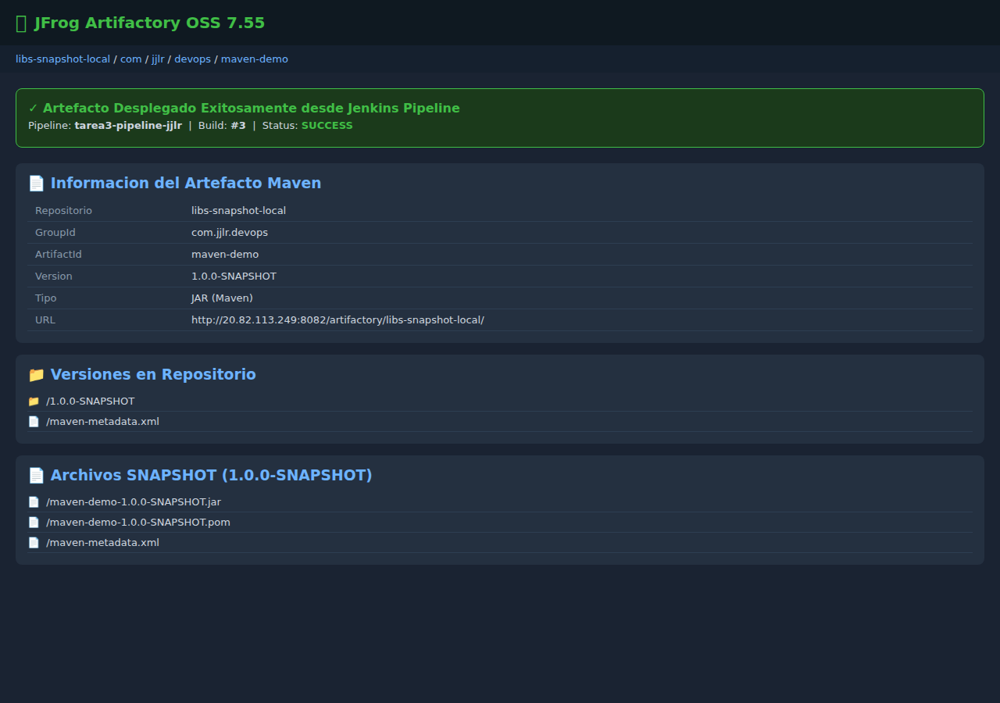 JFrog Artifactory OSS 7.55
libs-snapshot-local / com / jjlr / devops / maven-demo
✓ Artefacto Desplegado Exitosamente desde Jenkins Pipeline
Pipeline: tarea3-pipeline-jjlr | Build: #3 | Status: SUCCESS
Informacion del Artefacto Maven
Repositorio libs-snapshot-local
GroupId com.jjlr.devops
ArtifactId maven-demo
Version 1.0.0-SNAPSHOT
Tipo JAR (Maven)
URL http://20.82.113.249:8082/artifactory/libs-snapshot-local/
Versiones en Repositorio
/1.0.0-SNAPSHOT
/maven-metadata.xml
Archivos SNAPSHOT (1.0.0-SNAPSHOT)
/maven-demo-1.0.0-SNAPSHOT.jar
/maven-demo-1.0.0-SNAPSHOT.pom
/maven-metadata.xml